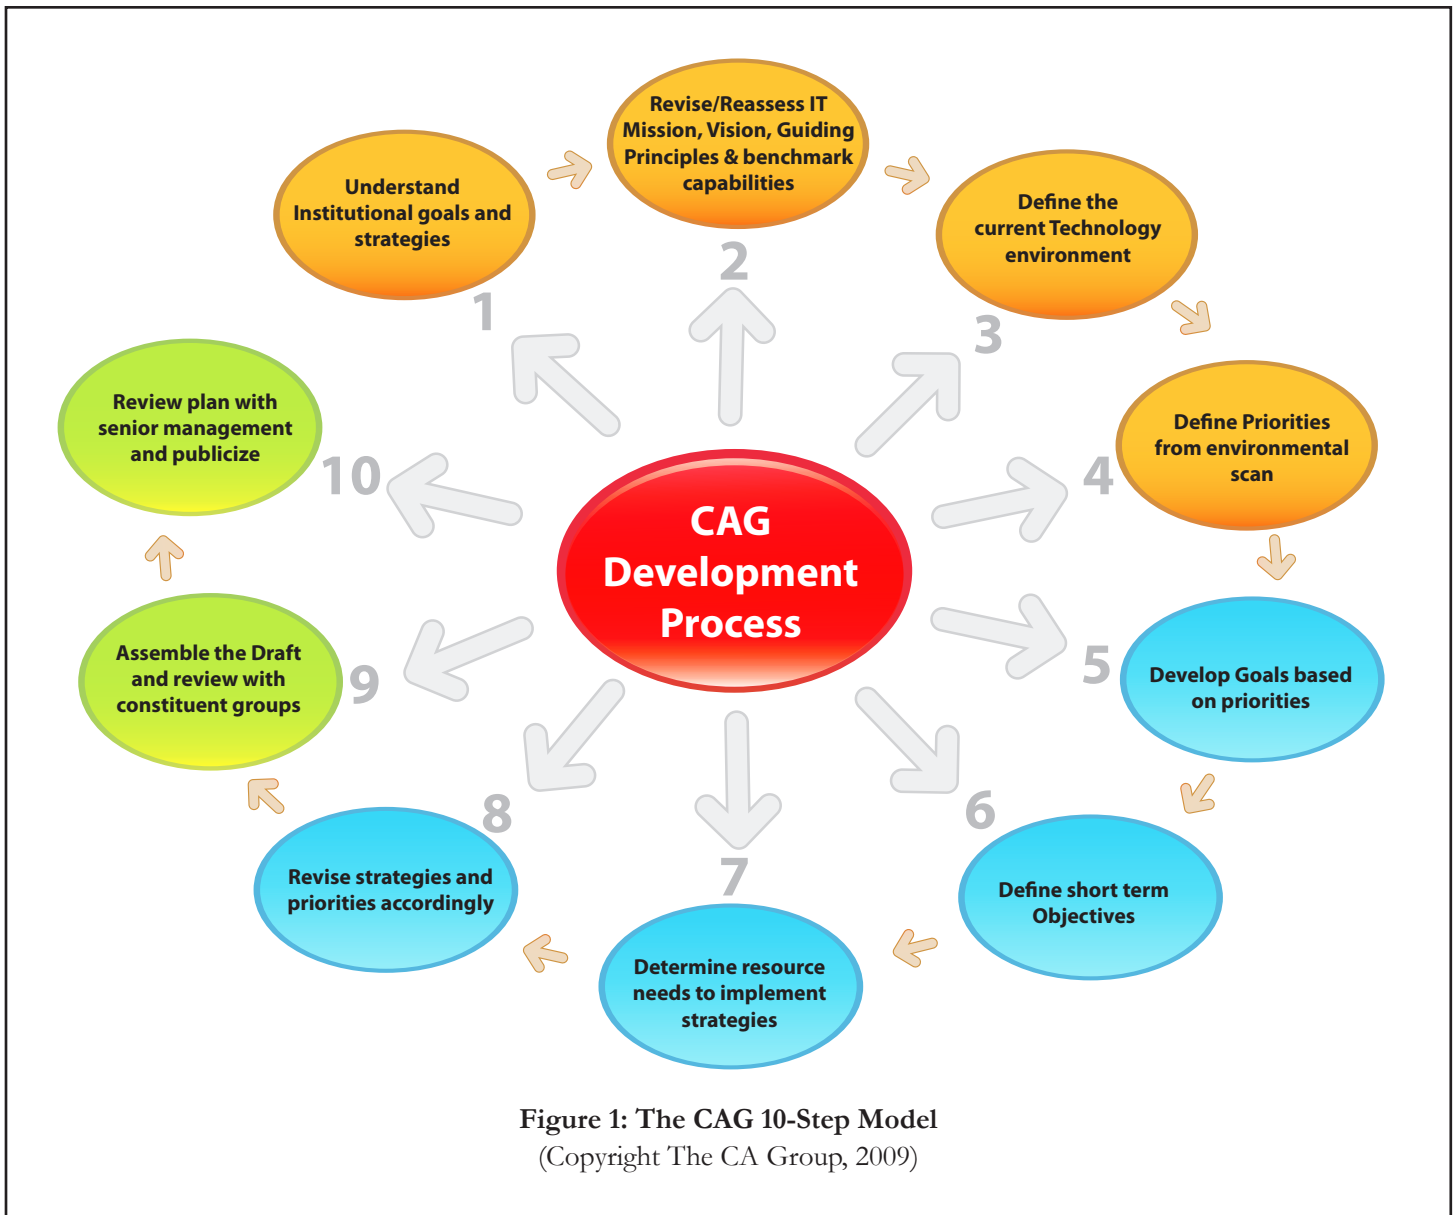 Understand
Institutional goals and
strategies
1
Revise/Reassess IT
Mission, Vision, Guiding
Principles & benchmark
capabilities
2
Define the
current Technology
environment
3
Define Priorities
from environmental
scan
4
Develop Goals based
on priorities
5
Define short term
Objectives
6
Determine resource
needs to implement
strategies
7
Revise strategies and
priorities accordingly
8
Assemble the Draft
and review with
constituent groups
9
Review plan with
senior management
and publicize
10
CAG
Development
Process
Figure 1: The CAG 10-Step Model
(Copyright The CA Group, 2009)